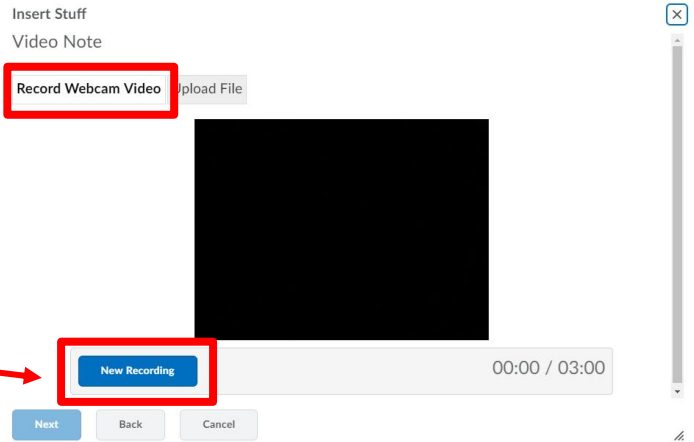 Insert Stuff
Video Note
Record Webcam Video Upload File
New Recording 00:00 / 03:00
Next Back Cancel